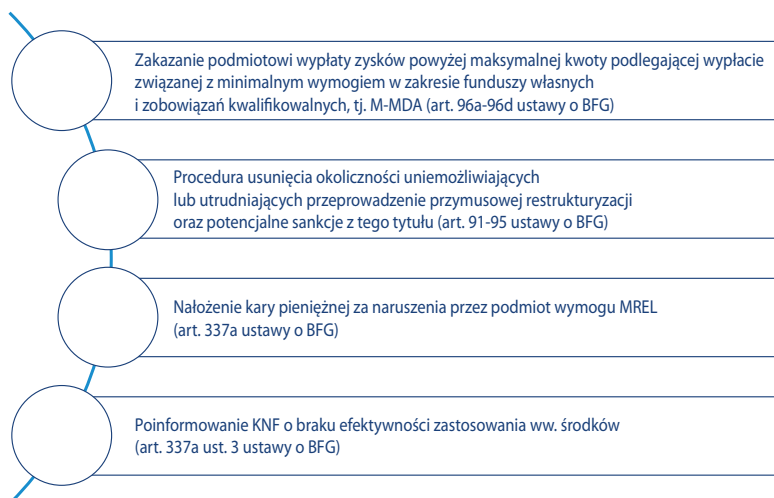 Zakazanie podmiotowi wypłaty zysków powyżej maksymalnej kwoty podlegającej wypłacie
związanej z minimalnym wymogiem w zakresie funduszy własnych
i zobowiązań kwalifikowalnych, tj. M-MDA (art. 96a-96d ustawy o BFG)
Procedura usunięcia okoliczności uniemożliwiających
lub utrudniających przeprowadzenie przymusowej restrukturyzacji
oraz potencjalne sankcje z tego tytułu (art. 91-95 ustawy o BFG)
Nałożenie kary pieniężnej za naruszenia przez podmiot wymogu MREL
(art. 337a ustawy o BFG)
Poinformowanie KNF o braku efektywności zastosowania ww. środków
(art. 337a ust. 3 ustawy o BFG)